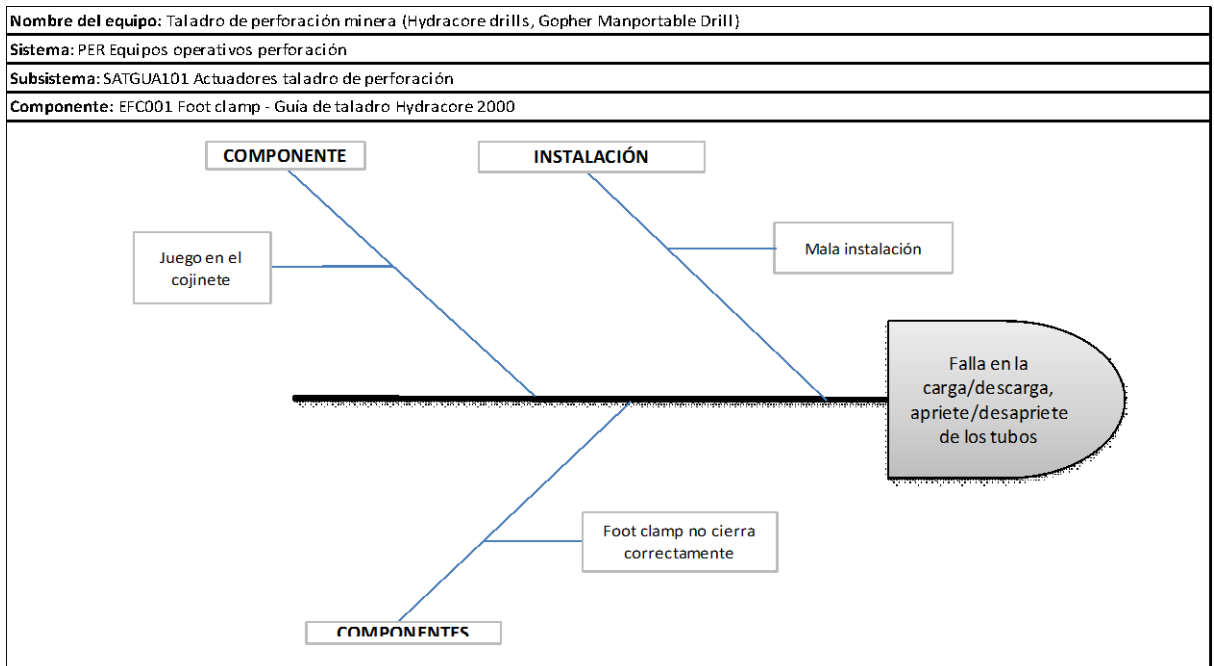 Nombre del equipo: Taladro de perforación minera (Hydracore drills, Gopher Manportable Drill)
Sistema: PER Equipos operativos perforación
Subsistema: SATGUA101 Actuadores taladro de perforación
Componente: EFC001 Foot clamp - Guía de taladro Hydracore 2000
COMPONENTE
INSTALACIÓN
Juego en el
cojinete
Mala instalación
Falla en la
carga/descarga,
apriete/desapriete
de los tubos
Foot clamp no cierra
correctamente
COMPONENTES